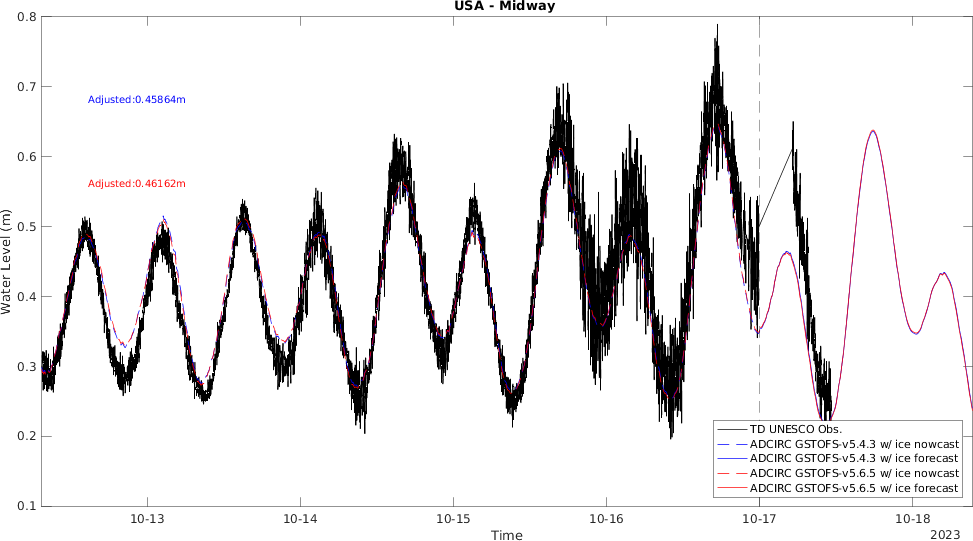 USA - Midway
0.8
0.7
0.6
0.5
0.4
0.3
0.2
0.1
Water Level (m)
Adjusted:0.45864m
Adjusted:0.46162m
TD UNESCO Obs.
ADCIRC GSTOFS-v5.4.3 w/ ice nowcast
ADCIRC GSTOFS-v5.4.3 w/ ice forecast
ADCIRC GSTOFS-v5.6.5 w/ ice nowcast
ADCIRC GSTOFS-v5.6.5 w/ ice forecast
10-13 10-14 10-15 10-16 10-17 10-18
Time
2023